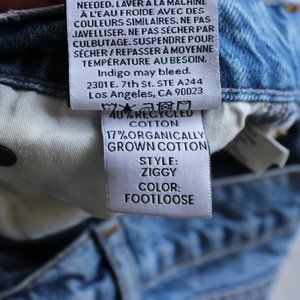 NEEDED. LAVER À LA MACHINE
À L'EAU FROIDE AVEC DES
COULEURS SIMILAIRES. NE PAS
JAVELLISER. NE PAS SÉCHER PAR
CULBUTAGE. SUSPENDRE POUR
SÉCHER / REPASSER À MOYENNE
TEMPÉRATURE AU BESOIN.
Indigo may bleed.
2301 E. 7th St. STE A244
Los Angeles, CA 90023
40% RECYCLED
COTTON
17% ORGANICALLY
GROWN COTTON
STYLE:
ZIGGY
COLOR:
FOOTLOOSE